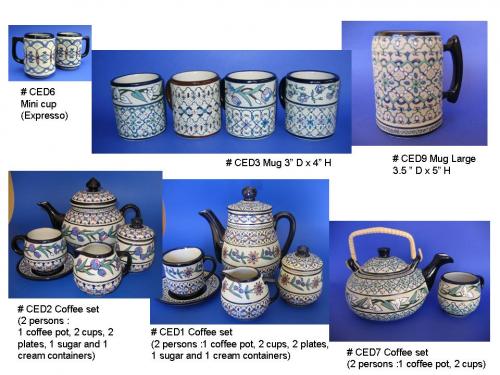 # CED6
Mini cup
(Expresso)
# CED3 Mug 3” D x 4” H
# CED9 Mug Large
3.5 ” D x 5” H
# CED2 Coffee set
(2 persons :
1 coffee pot, 2 cups, 2
plates, 1 sugar and 1
cream containers)
# CED1 Coffee set
(2 persons :1 coffee pot, 2 cups, 2 plates,
1 sugar and 1 cream containers)
# CED7 Coffee set
(2 persons :1 coffee pot, 2 cups)